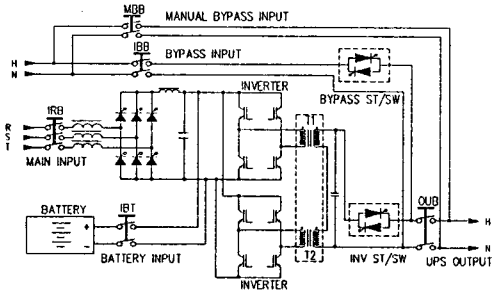 MBB
MANUAL BYPASS INPUT
IBB
H
BYPASS INPUT
N
BYPASS ST/SW
INVERTER
IRB
T1
R
S
T
MAIN INPUT
OUB
H
BATTERY
IBT
+
-
N
BATTERY INPUT
T2
INV ST/SW
UPS OUTPUT
INVERTER